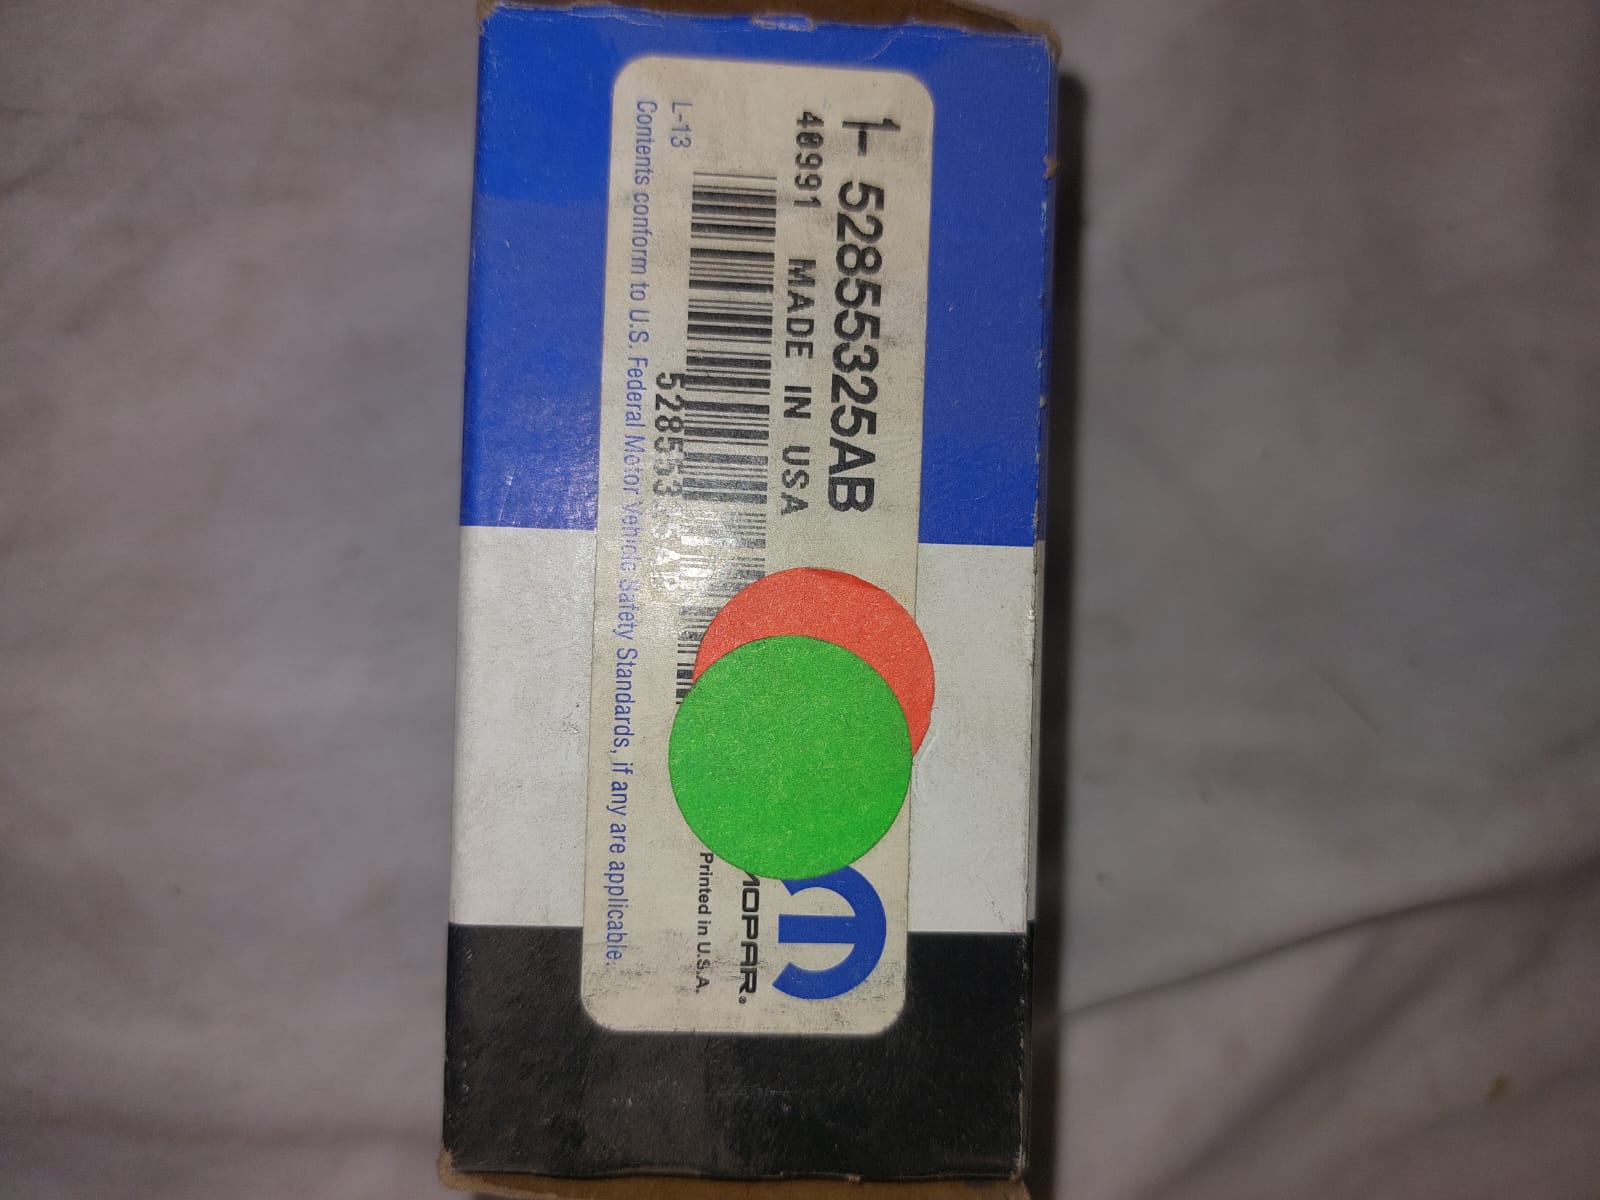 1- 52855325AB
40991 MADE IN USA
52855325AB
L-13
Contents conform to U.S. Federal Motor Vehicle Safety Standards, if any are applicable.
MOPAR®
Printed in U.S.A.